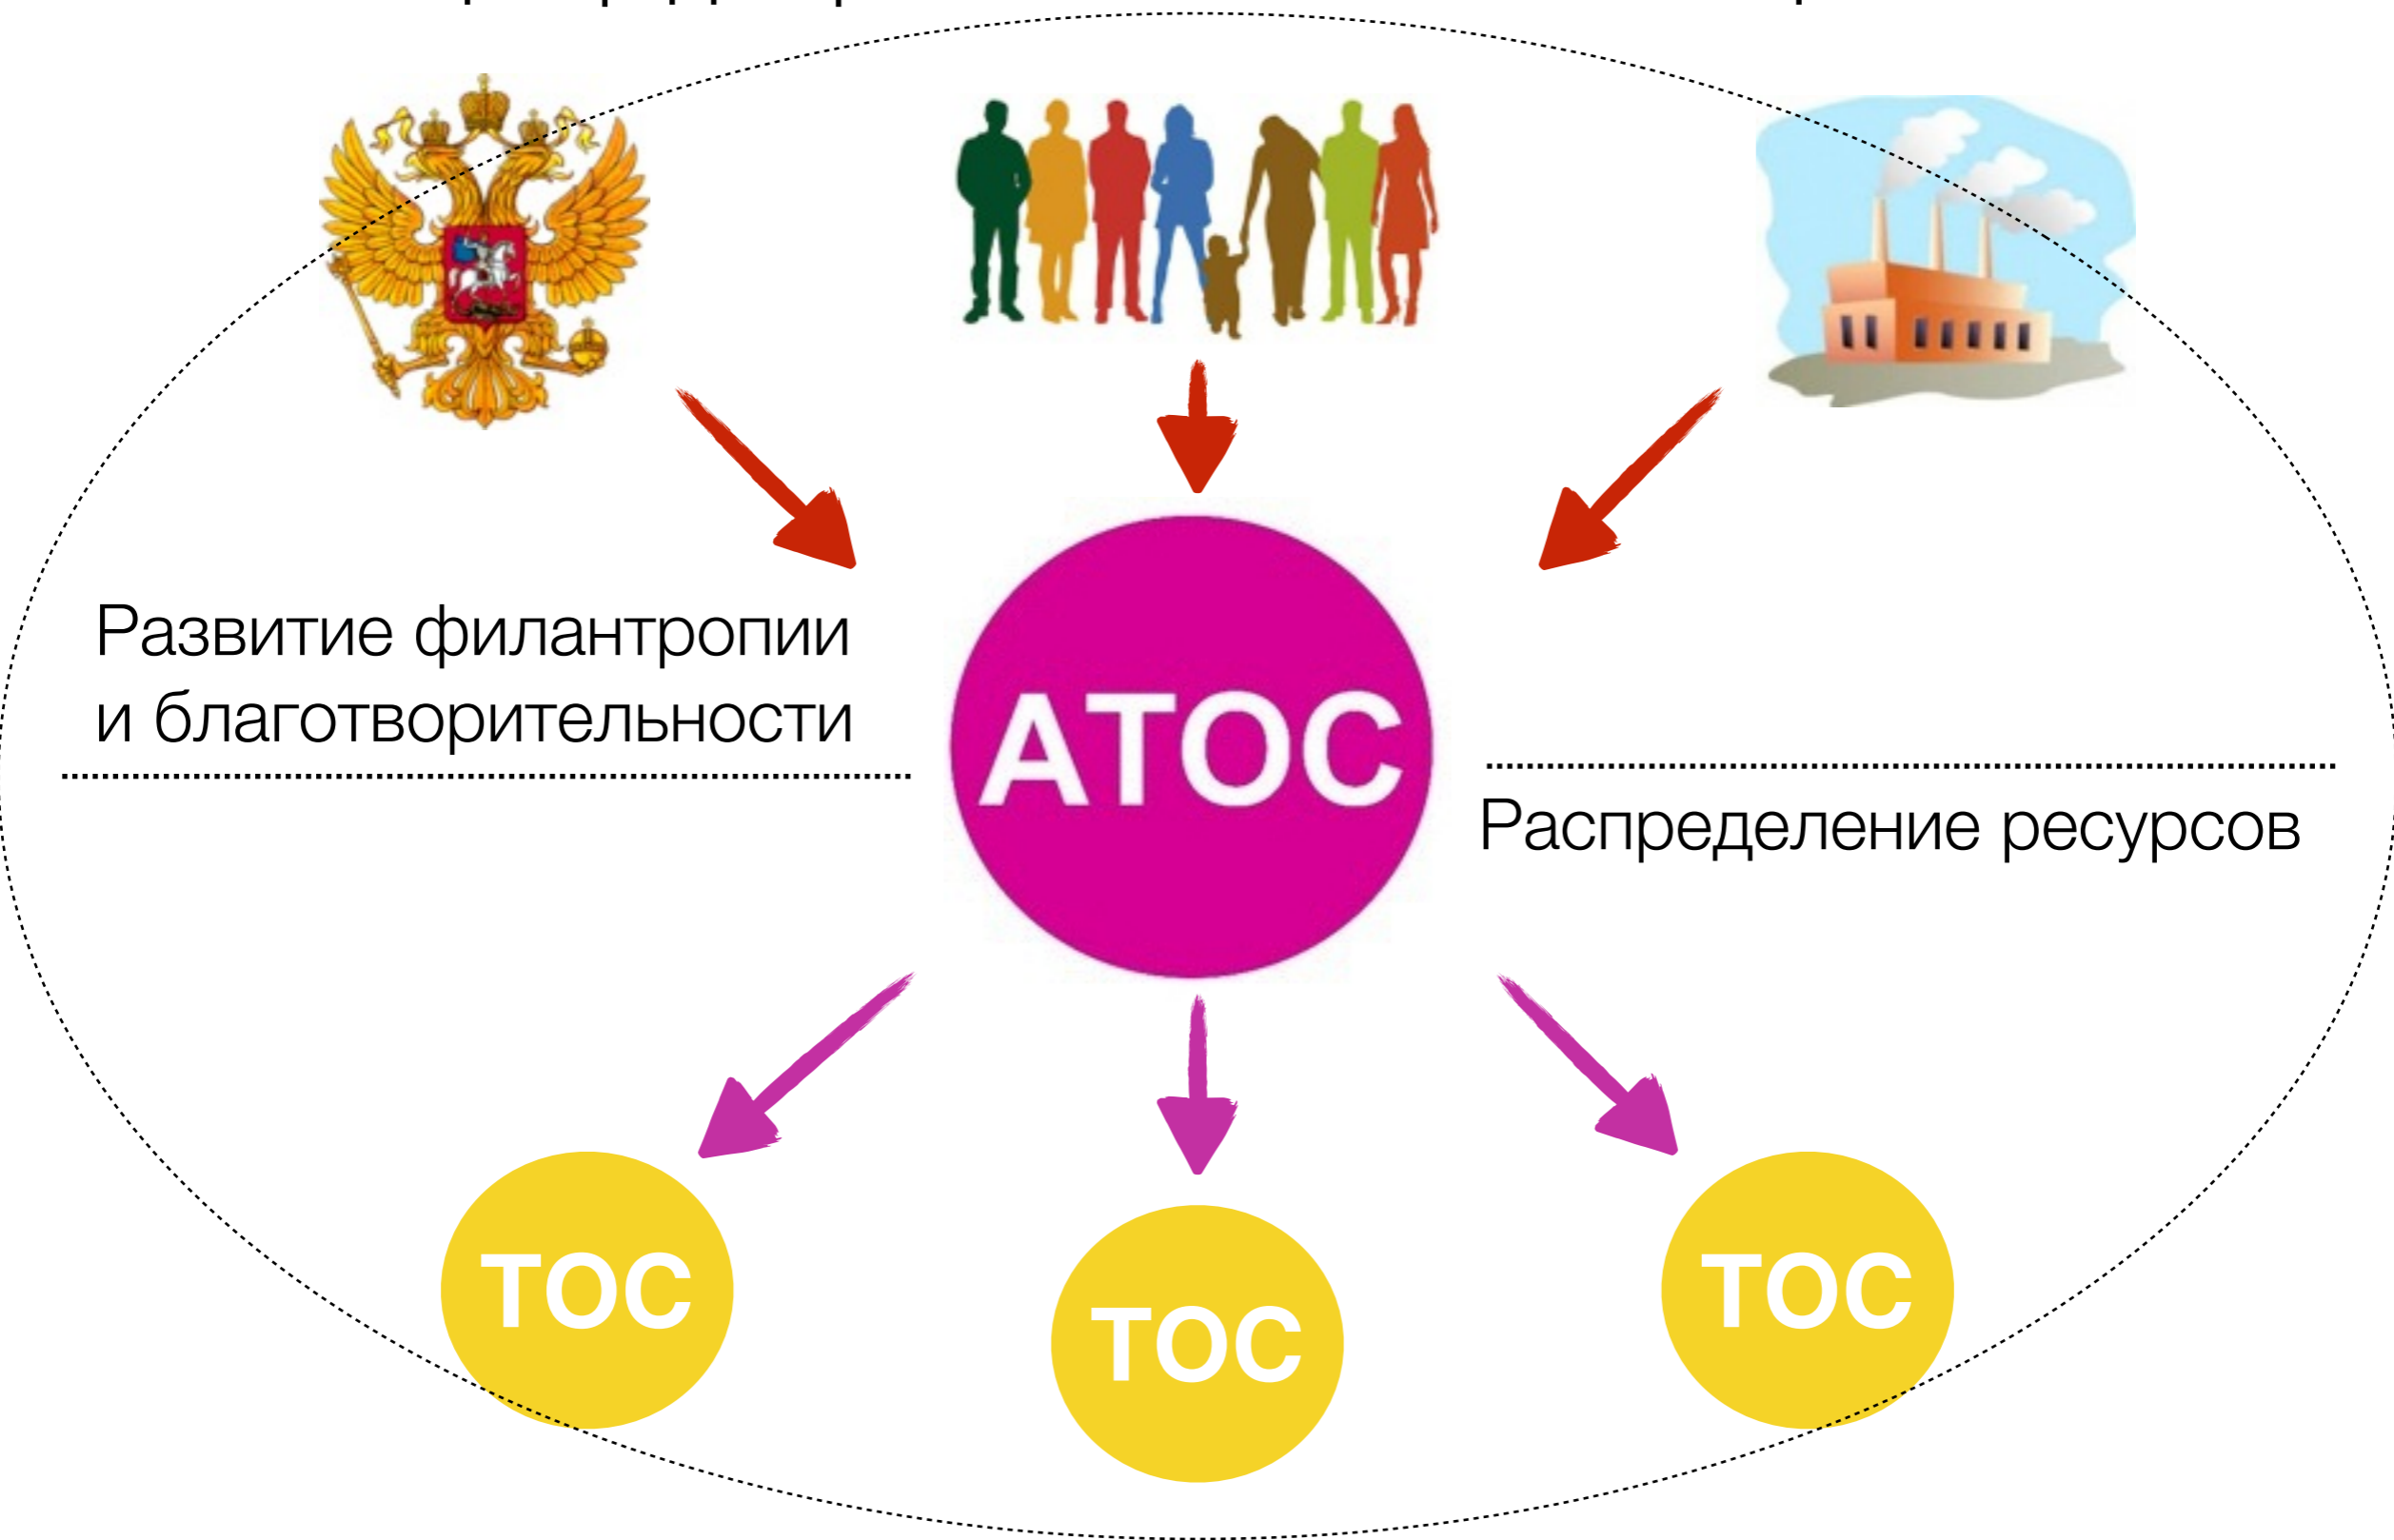 Развитие филантропии
и благотворительности
АТОС
Распределение ресурсов
ТОС
ТОС
ТОС